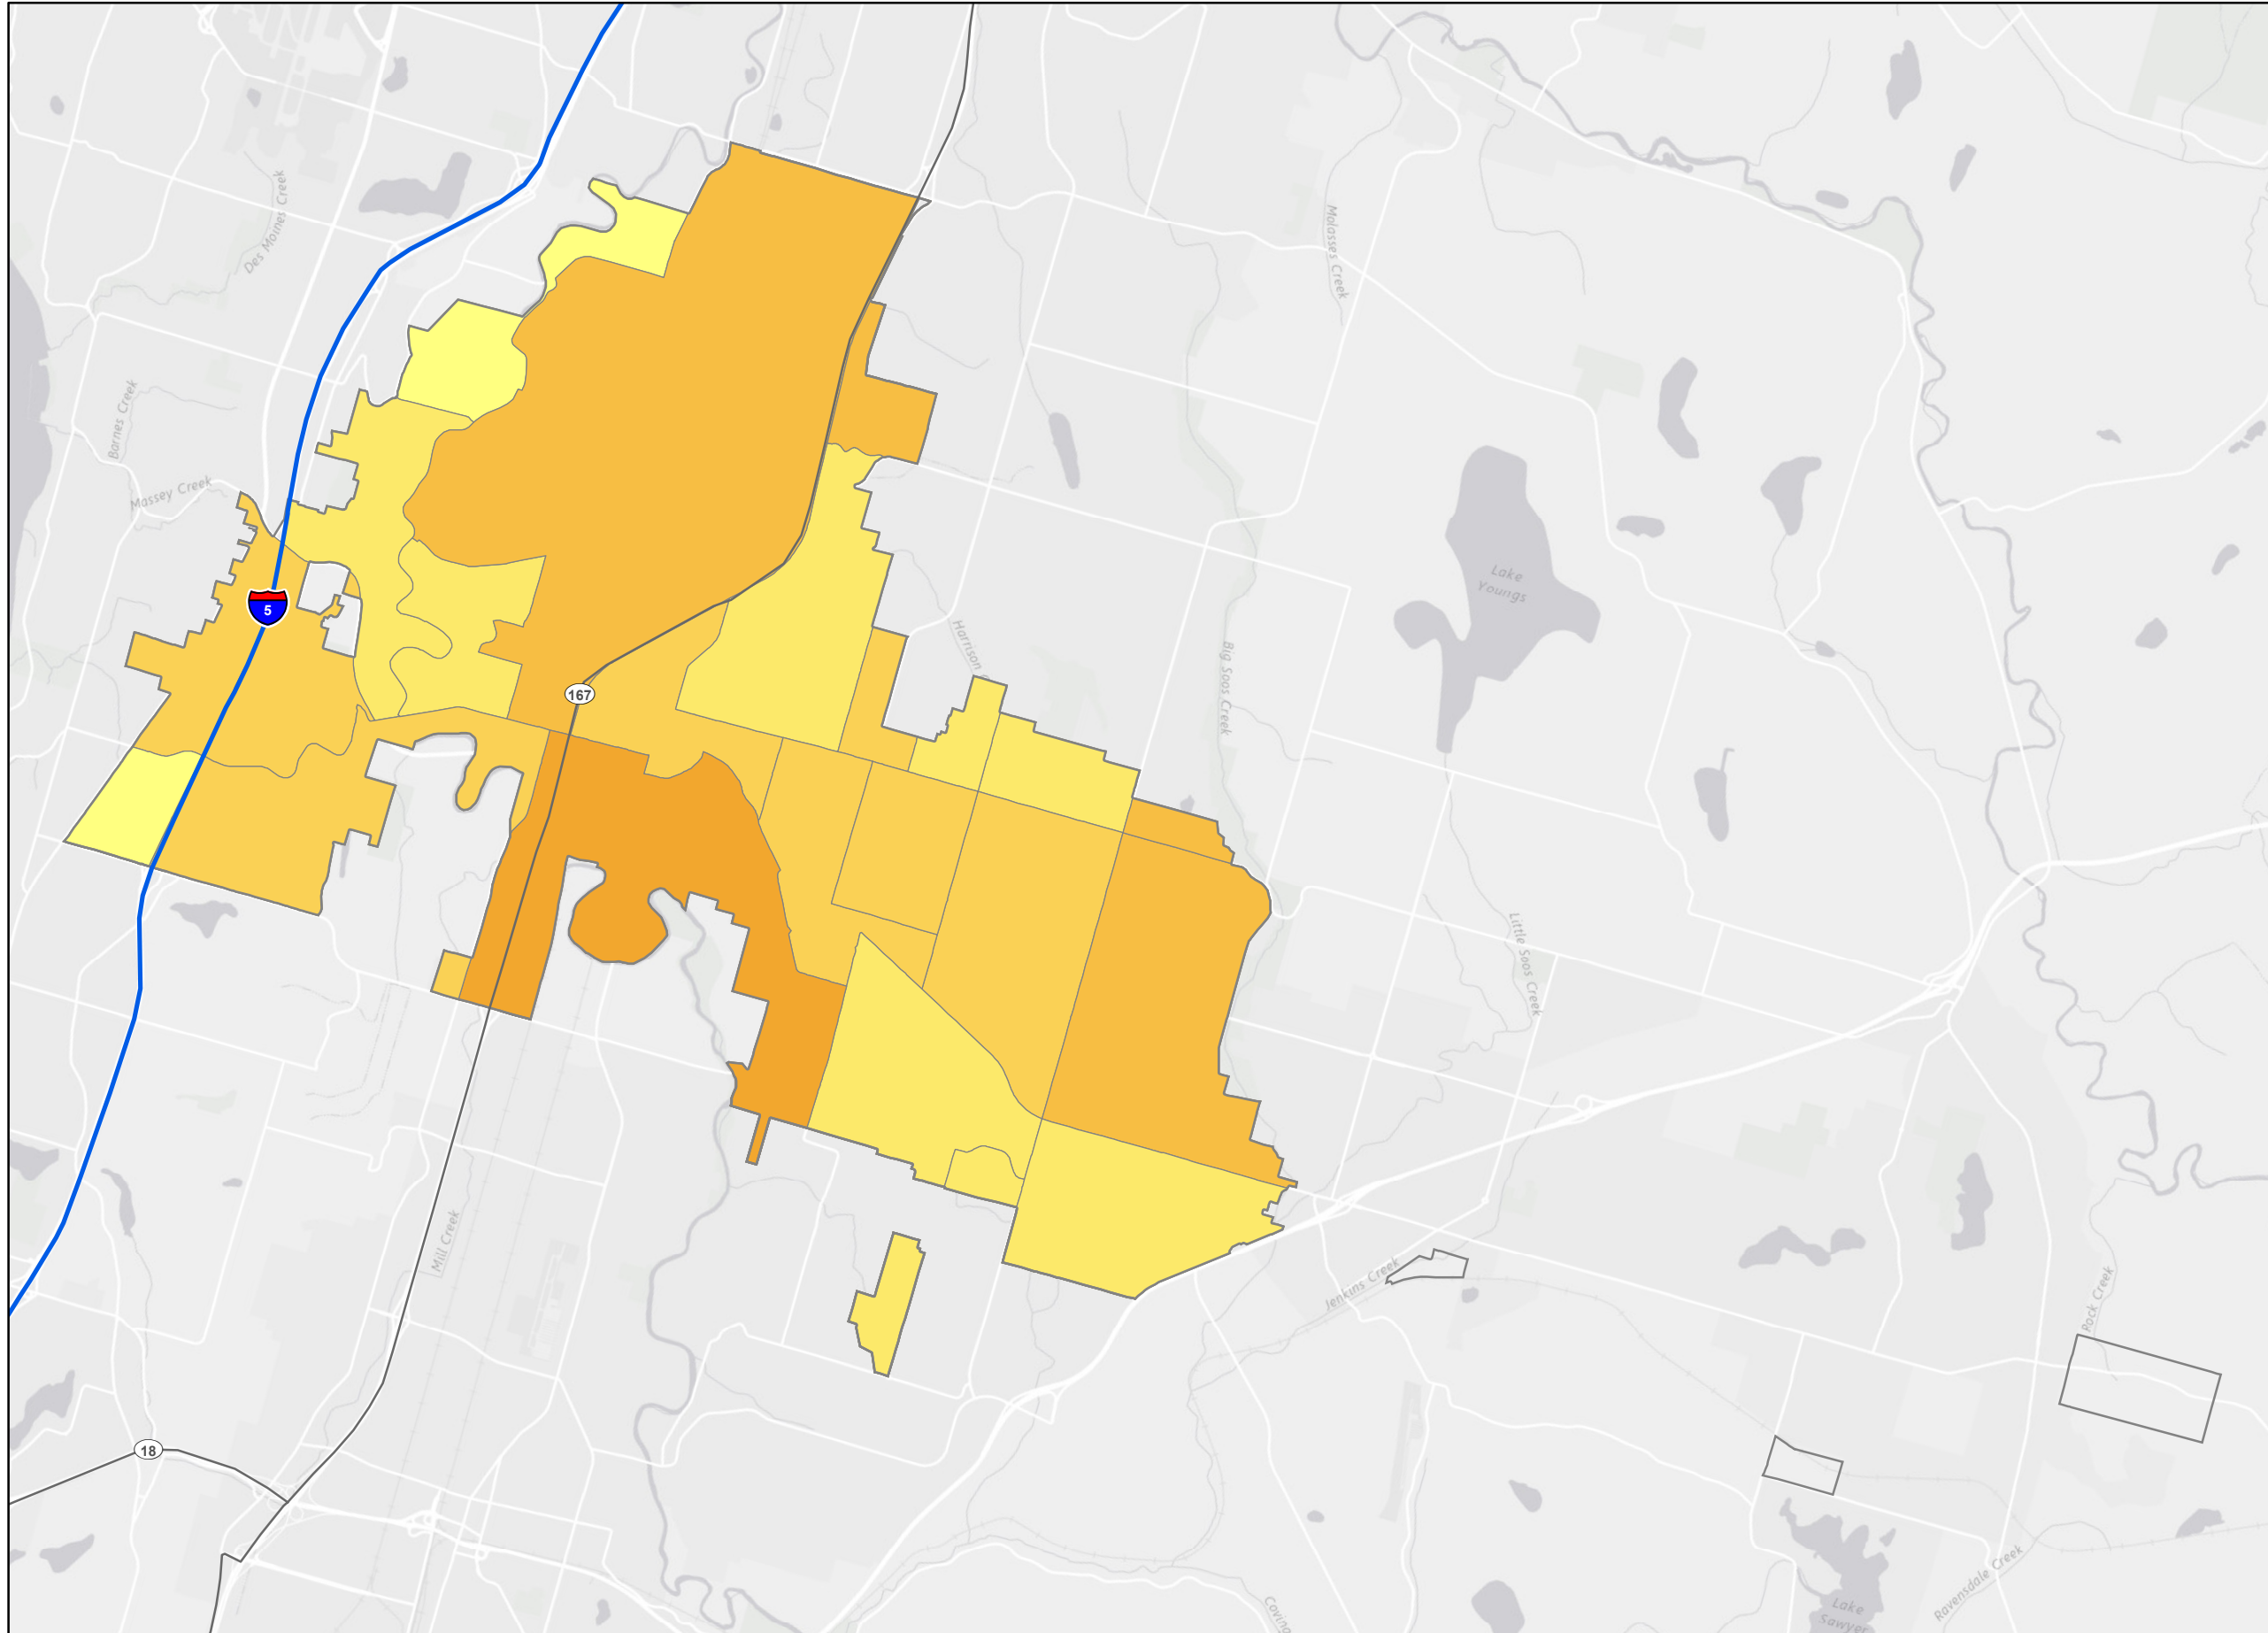 Des Moines Creek
Molasses Creek
Barnes Creek
Massey Creek
Lake
Youngs
5
Harrison
Big Soos Creek
167
Little Soos Creek
Mill Creek
Jenkins Creek
Rock Creek
18
Ravensdale Creek
Lake
Sawyer